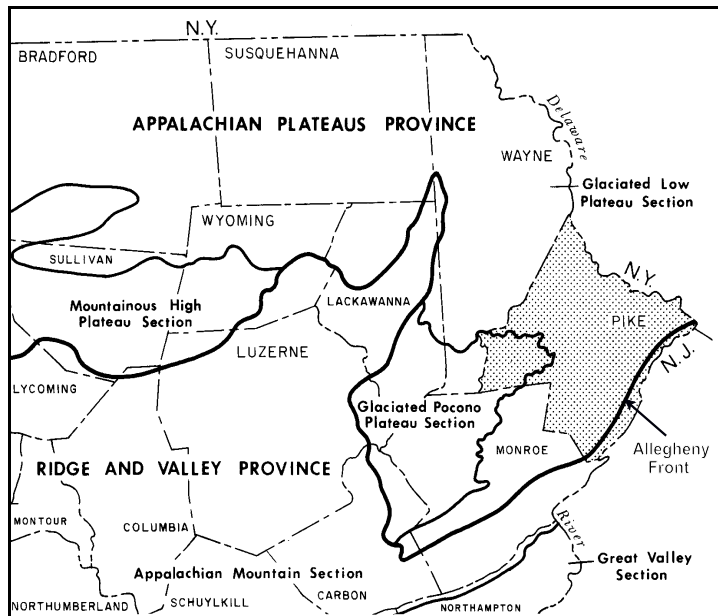 N.Y.
BRADFORD
SUSQUEHANNA
Delaware
APPALACHIAN PLATEAUS PROVINCE
WAYNE
Glaciated Low
Plateau Section
WYOMING
SULLIVAN
N.Y.
Mountainous High
Plateau Section
LACKAWANNA
PIKE
N.J.
LUZERNE
LYCOMING
Glaciated Pocono
Plateau Section
MONROE
Allegheny
Front
RIDGE AND VALLEY PROVINCE
MONTOUR
COLUMBIA
River
Great Valley
Section
Appalachian Mountain Section
NORTHUMBERLAND
SCHUYLKILL
CARBON
NORTHAMPTON